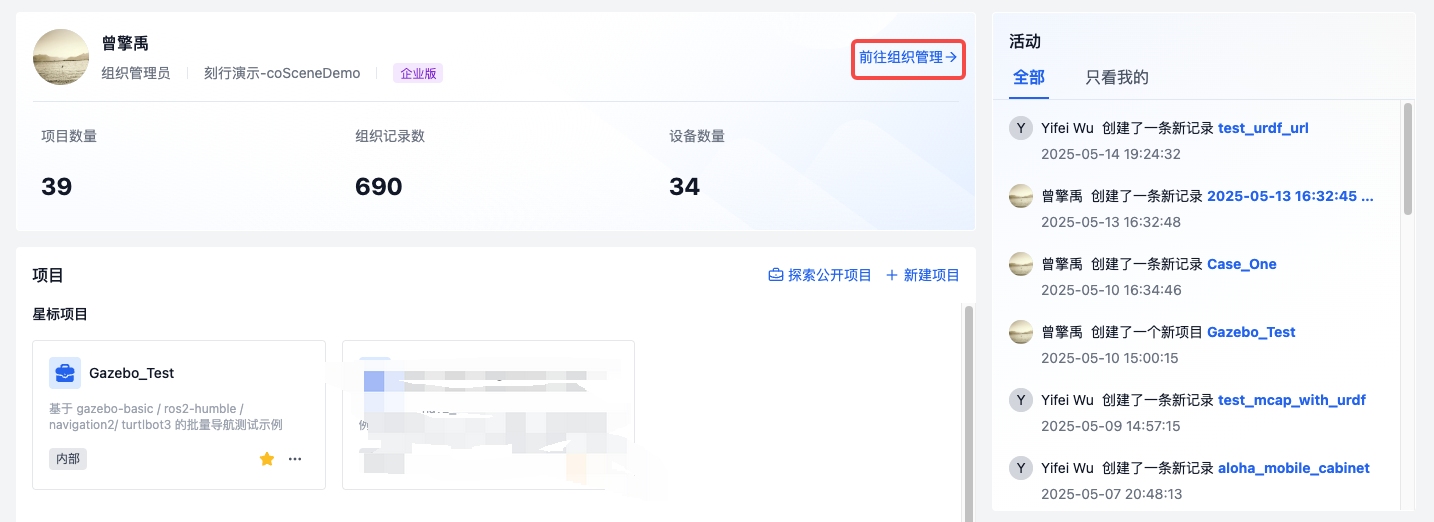 曾擎禹
组织管理员 刻行演示-coSceneDemo 企业版
前往组织管理→
项目数量 组织记录数 设备数量
39 690 34
项目
探索公开项目 + 新建项目
星标项目
Gazebo_Test
基于 gazebo-basic / ros2-humble /
navigation2/ turtlbot3 的批量导航测试示例
内部
活动
全部 只看我的
Y Yifei Wu 创建了一条新记录 test_urdf_url
2025-05-14 19:24:32
曾擎禹 创建了一条新记录 2025-05-13 16:32:45 ...
2025-05-13 16:32:48
曾擎禹 创建了一条新记录 Case_One
2025-05-10 16:34:46
曾擎禹 创建了一个新项目 Gazebo_Test
2025-05-10 15:00:15
Y Yifei Wu 创建了一条新记录 test_mcap_with_urdf
2025-05-09 14:57:15
Y Yifei Wu 创建了一条新记录 aloha_mobile_cabinet
2025-05-07 20:48:13